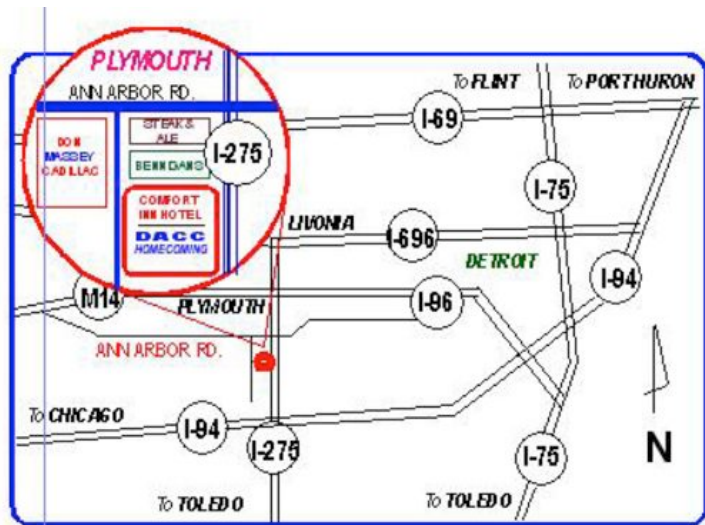 PLYMOUTH
ANN ARBOR RD.
DON
MASSEY
CADILLAC
STEAK &
ALE
BENNIGANS
I-275
COMFORT
INN HOTEL
DACC
HOMECOMING
To FLINT
To PORTHURON
I-69
I-75
LIVONIA
I-696
DETROIT
I-94
M14
PLYMOUTH
I-96
ANN ARBOR RD.
To CHICAGO
I-94
I-275
I-75
N
To TOLEDO
To TOLEDO